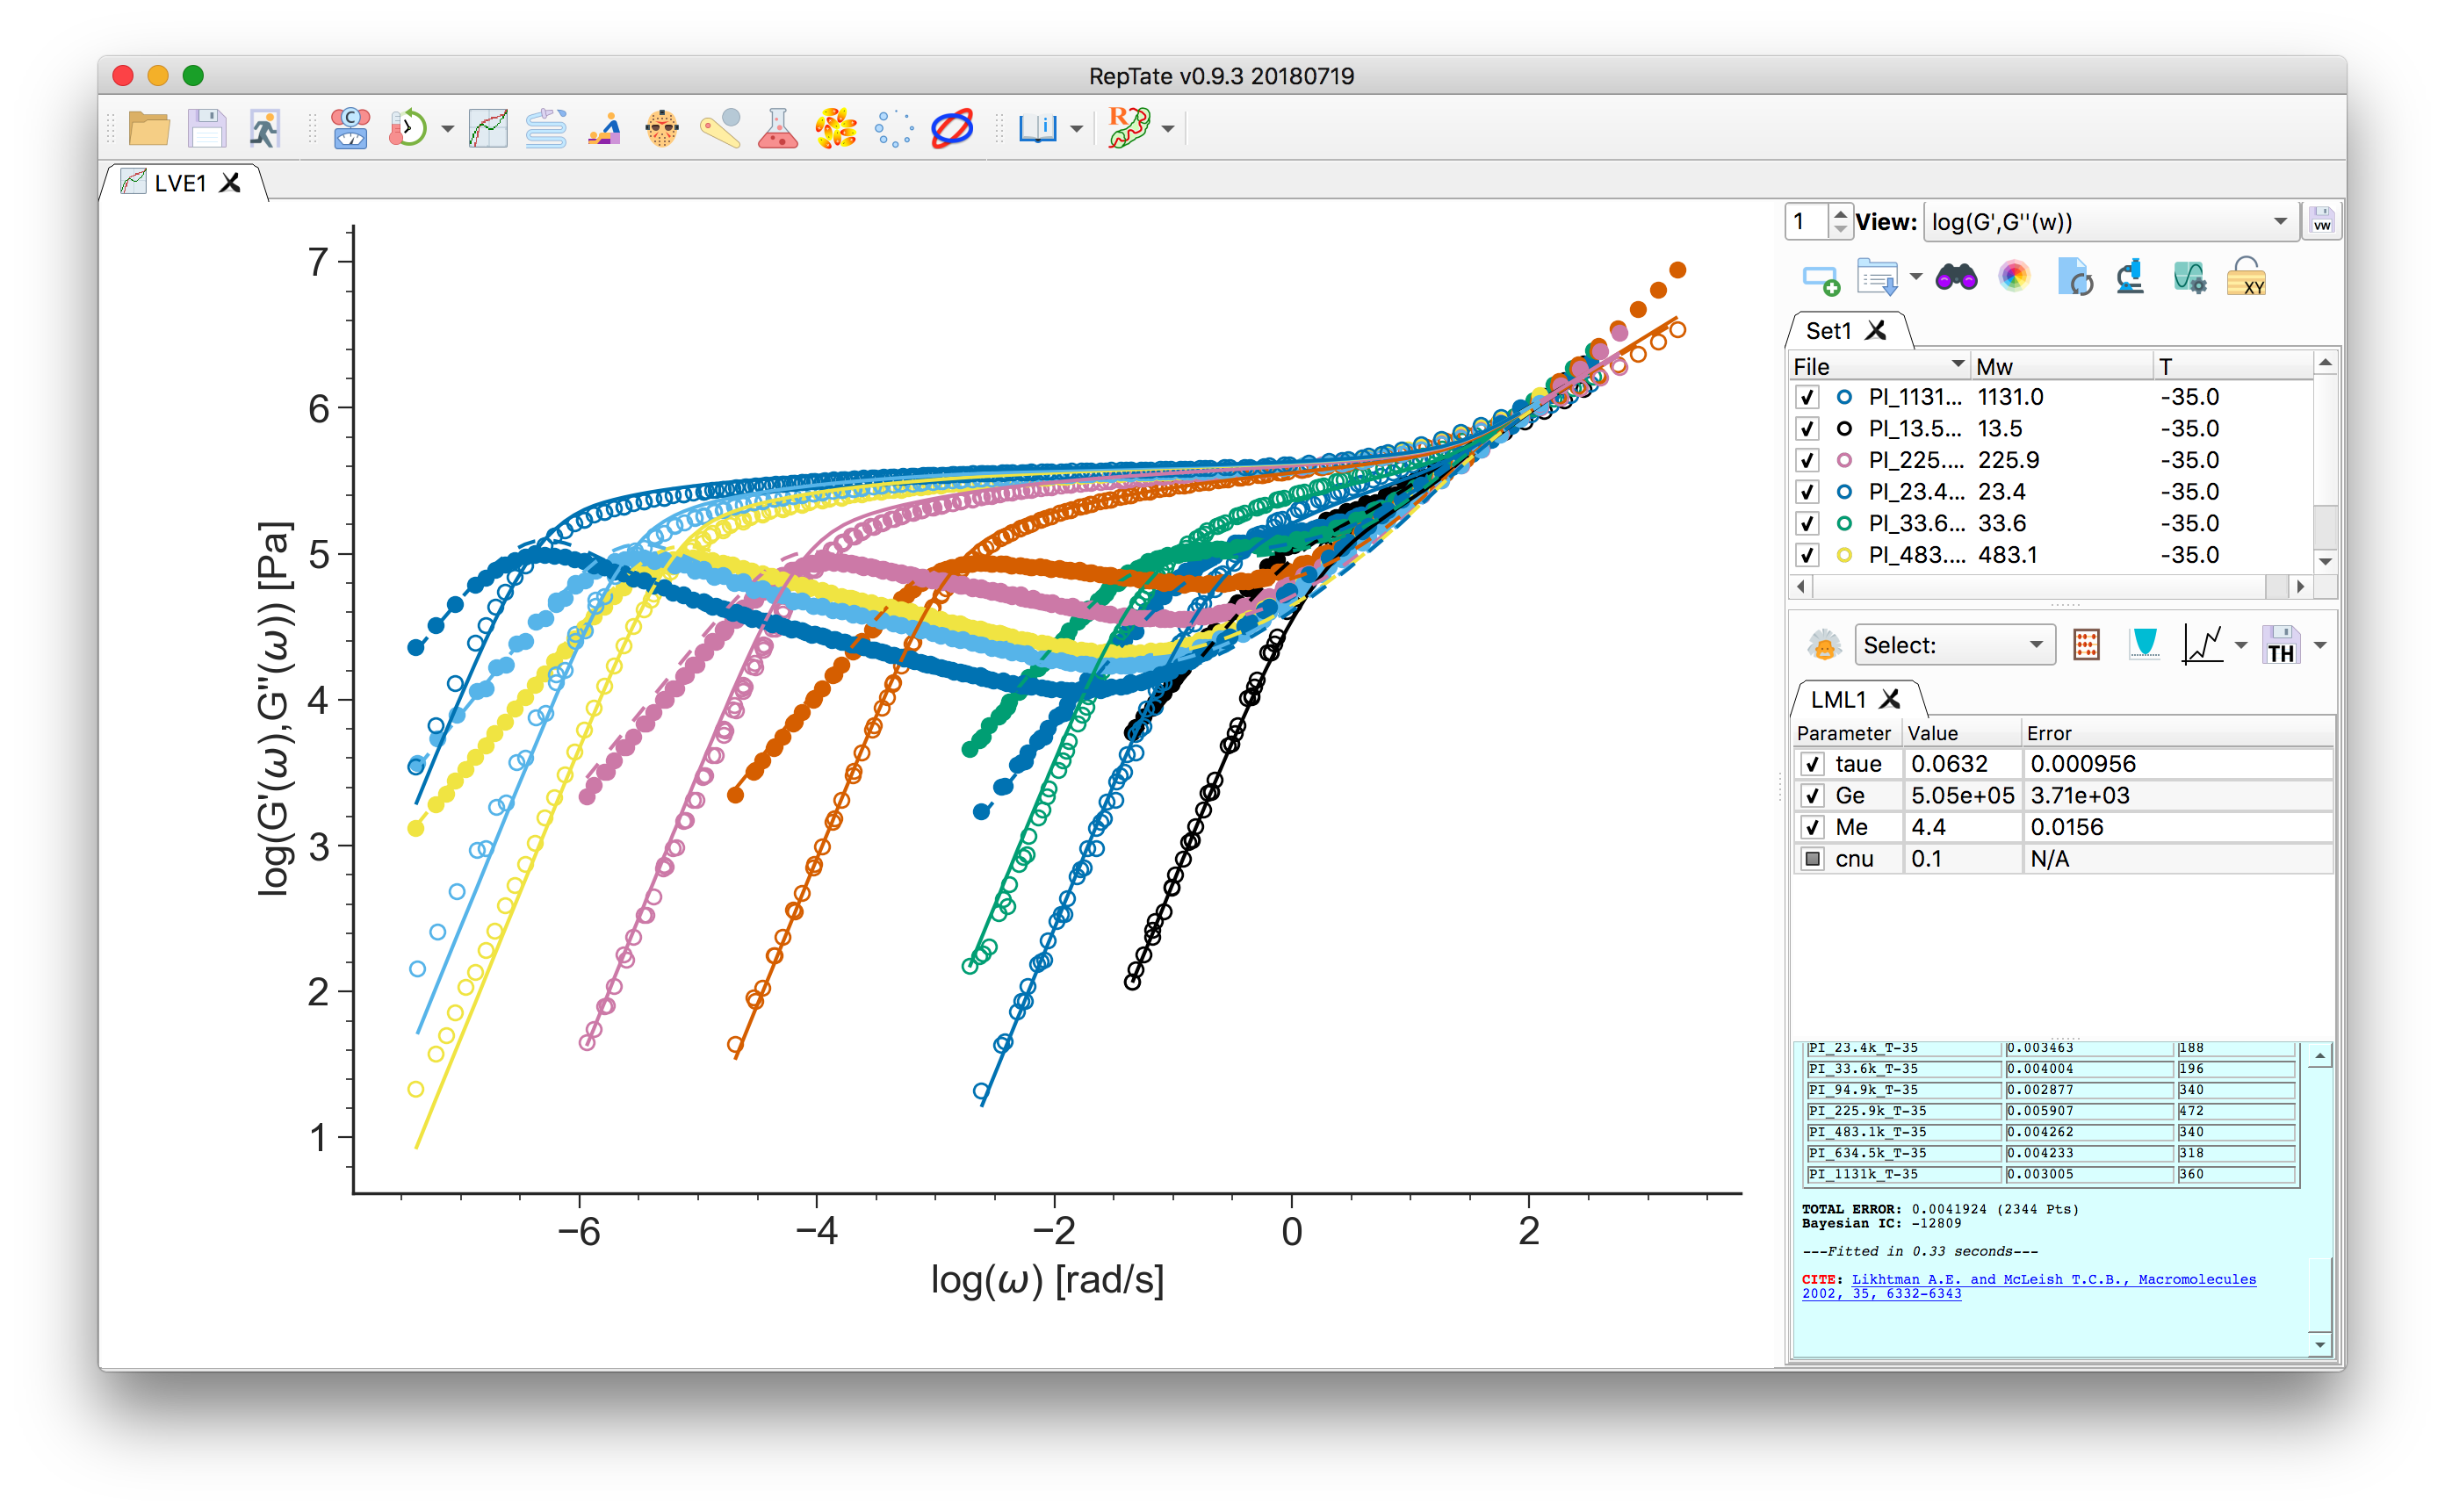 RepTate v0.9.3 20180719
LVE1
1 View: log(G',G''(w))
VW
XY
Set1
File Mw T
PI_1131... 1131.0 -35.0
PI_13.5... 13.5 -35.0
PI_225.... 225.9 -35.0
PI_23.4... 23.4 -35.0
PI_33.6... 33.6 -35.0
PI_483.... 483.1 -35.0
Select:
TH
LML1
Parameter Value Error
taue 0.0632 0.000956
Ge 5.05e+05 3.71e+03
Me 4.4 0.0156
cnu 0.1 N/A
PI_23.4k_T-35 0.003463 188
PI_33.6k_T-35 0.004004 196
PI_94.9k_T-35 0.002877 340
PI_225.9k_T-35 0.005907 472
PI_483.1k_T-35 0.004262 340
PI_634.5k_T-35 0.004233 318
PI_1131k_T-35 0.003005 360
TOTAL ERROR: 0.0041924 (2344 Pts)
Bayesian IC: -12809
---Fitted in 0.33 seconds---
CITE: Likhtman A.E. and McLeish T.C.B., Macromolecules
2002, 35, 6332-6343
log(G'(ω),G"(ω)) [Pa]
7
6
5
4
3
2
1
−6 −4 −2 0 2
log(ω) [rad/s]